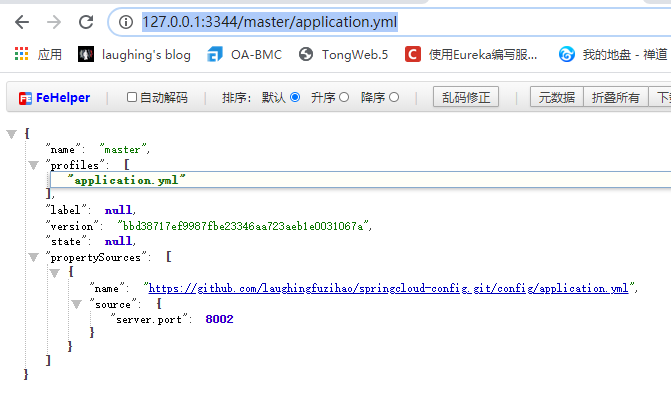 127.0.0.1:3344/master/application.yml
应用 laughing's blog OA-BMC TongWeb.5 使用Eureka编写服... 我的地盘 - 禅道
FeHelper 自动解码 排序： 默认 升序 降序 乱码修正 元数据 折叠所有
{
"name": "master",
"profiles": [
"application.yml"
],
"label": null,
"version": "bbd38717ef9987fbe23346aa723aeb1e0031067a",
"state": null,
"propertySources": [
{
"name": "https://github.com/laughingfuzihao/springcloud-config.git/config/application.yml",
"source": {
"server.port": 8002
}
}
]
}